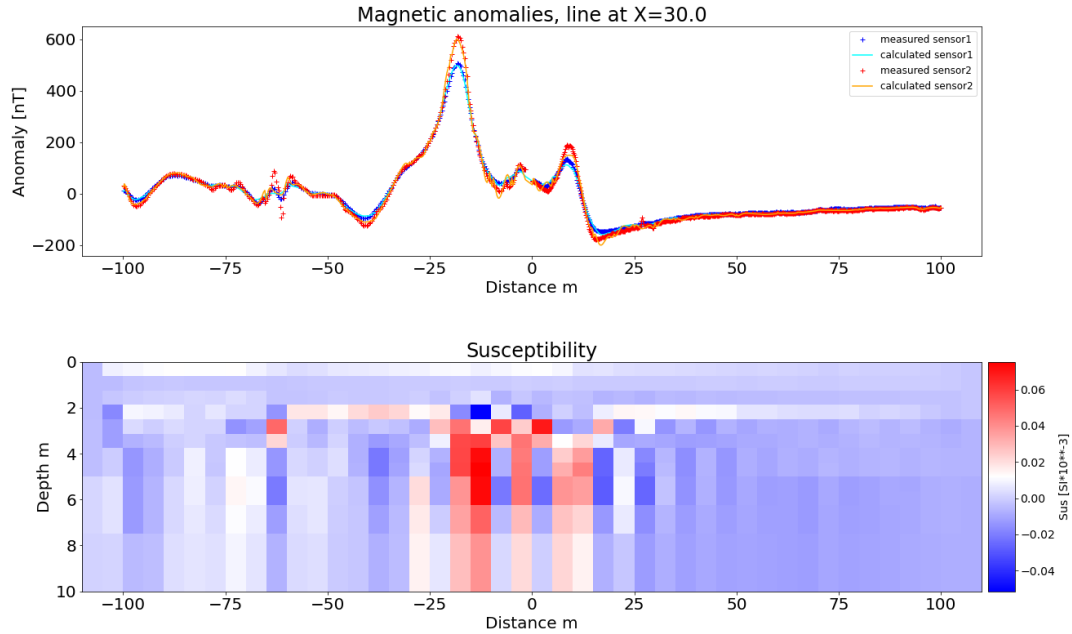 Magnetic anomalies, line at X=30.0
Anomaly [nT]
600
400
200
0
−200
measured sensor1
calculated sensor1
measured sensor2
calculated sensor2
−100 −75 −50 −25 0 25 50 75 100
Distance m
Susceptibility
Depth m
0
2
4
6
8
10
−100 −75 −50 −25 0 25 50 75 100
Distance m
0.06
0.04
0.02
0.00
−0.02
−0.04
Sus [SI*10**-3]